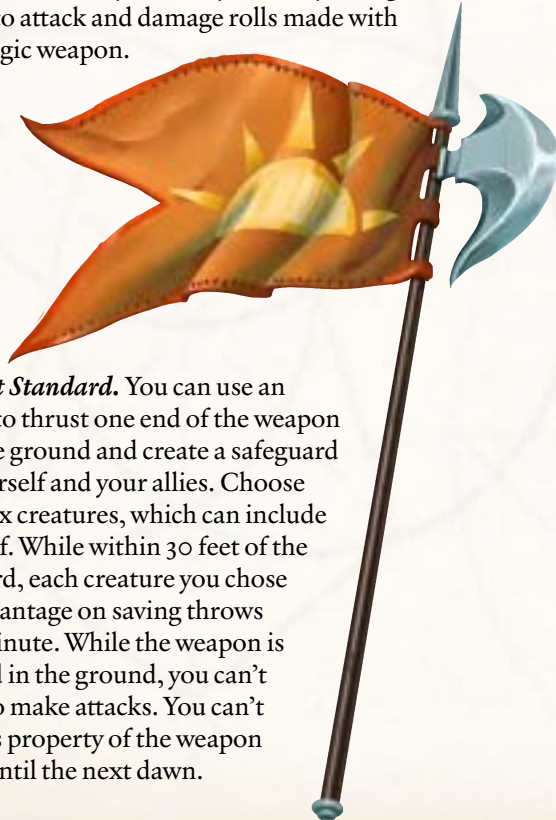 to attack and damage rolls made with
gic weapon.
t Standard. You can use an
to thrust one end of the weapon
e ground and create a safeguard
rself and your allies. Choose
x creatures, which can include
f. While within 30 feet of the
rd, each creature you chose
antage on saving throws
inute. While the weapon is
d in the ground, you can’t
o make attacks. You can’t
s property of the weapon
ntil the next dawn.